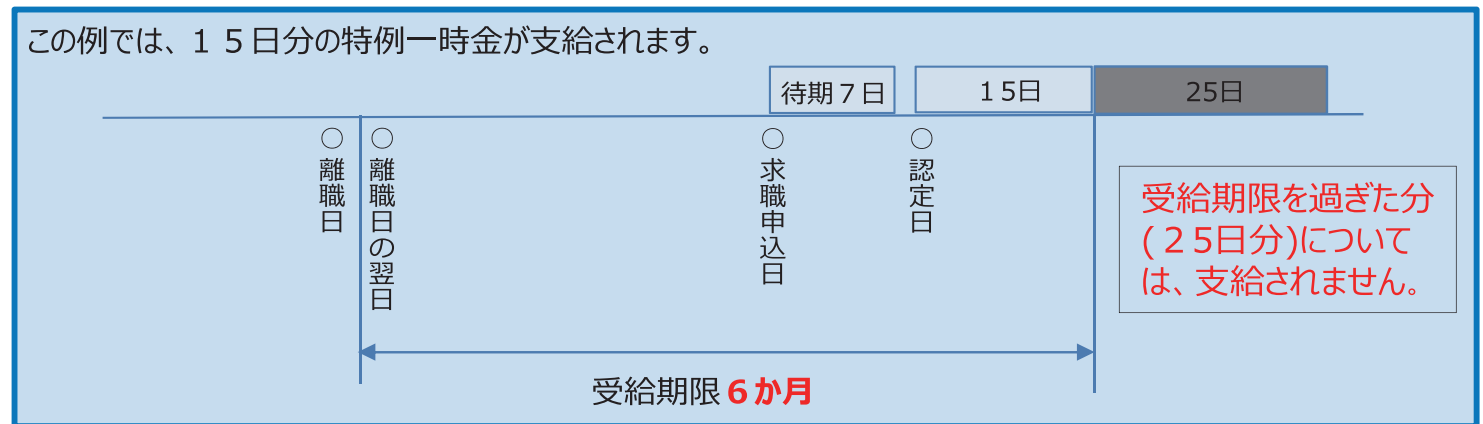 この例では、１５日分の特例一時金が支給されます。
待期７日
１5日
25日
○離職日
○離職日の翌日
○求職申込日
○認定日
受給期限を過ぎた分
(２5日分)について
は、支給されません。
受給期限６か月